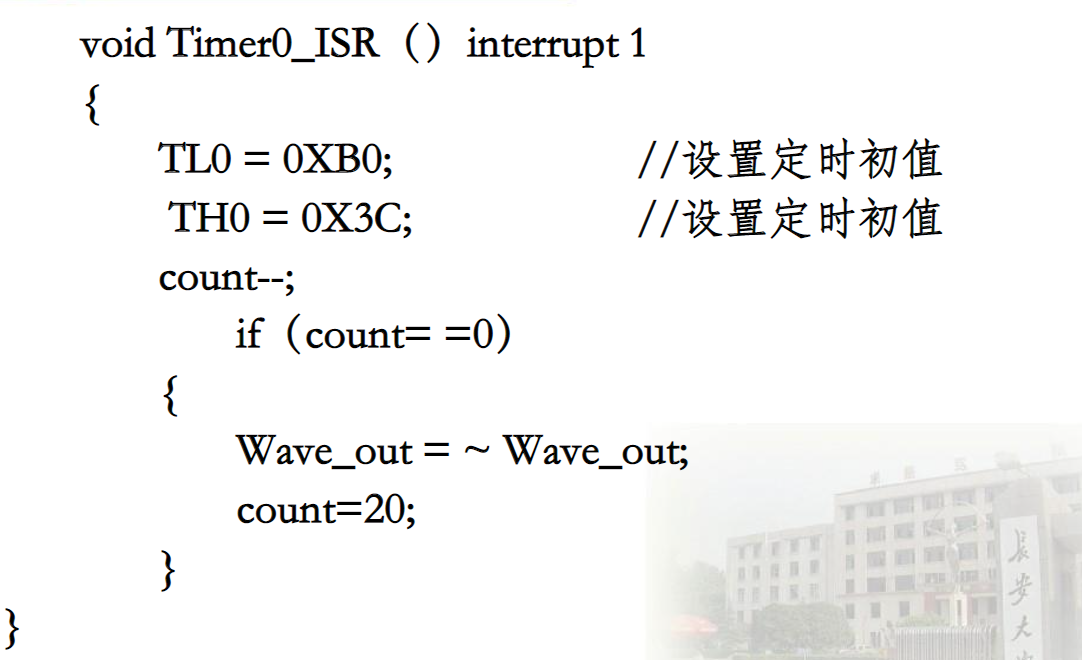 void Timer0_ISR（）interrupt 1
{
TL0 = 0XB0; //设置定时初值
TH0 = 0X3C; //设置定时初值
count--;
if（count= =0）
{
Wave_out = ~ Wave_out;
count=20;
}
}
长安大